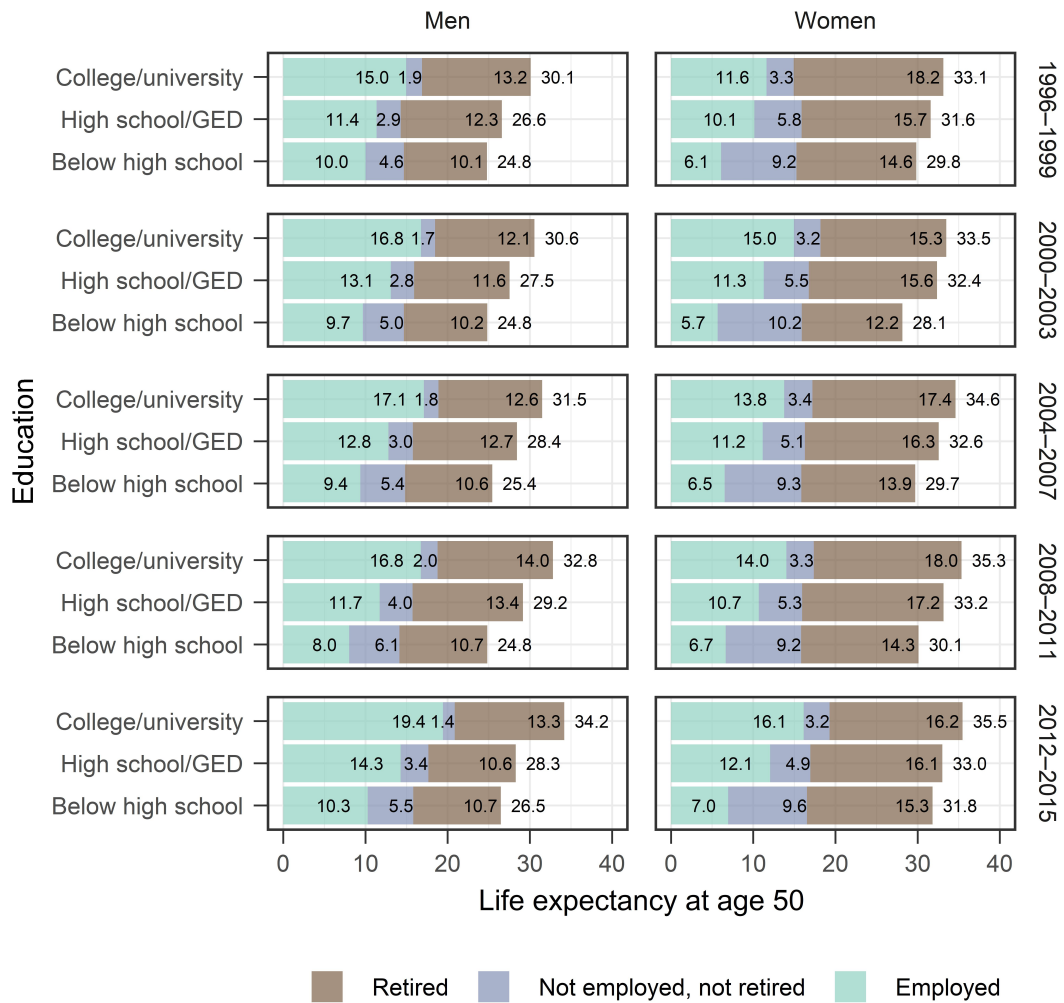 Men Women
College/university 15.0 1.9 13.2 30.1 11.6 3.3 18.2 33.1
High school/GED 11.4 2.9 12.3 26.6 10.1 5.8 15.7 31.6
Below high school 10.0 4.6 10.1 24.8 6.1 9.2 14.6 29.8
1996–1999
College/university 16.8 1.7 12.1 30.6 15.0 3.2 15.3 33.5
High school/GED 13.1 2.8 11.6 27.5 11.3 5.5 15.6 32.4
Below high school 9.7 5.0 10.2 24.8 5.7 10.2 12.2 28.1
2000–2003
College/university 17.1 1.8 12.6 31.5 13.8 3.4 17.4 34.6
High school/GED 12.8 3.0 12.7 28.4 11.2 5.1 16.3 32.6
Below high school 9.4 5.4 10.6 25.4 6.5 9.3 13.9 29.7
2004–2007
College/university 16.8 2.0 14.0 32.8 14.0 3.3 18.0 35.3
High school/GED 11.7 4.0 13.4 29.2 10.7 5.3 17.2 33.2
Below high school 8.0 6.1 10.7 24.8 6.7 9.2 14.3 30.1
2008–2011
College/university 19.4 1.4 13.3 34.2 16.1 3.2 16.2 35.5
High school/GED 14.3 3.4 10.6 28.3 12.1 4.9 16.1 33.0
Below high school 10.3 5.5 10.7 26.5 7.0 9.6 15.3 31.8
2012–2015
Education
0 10 20 30 40 0 10 20 30 40
Life expectancy at age 50
Retired Not employed, not retired Employed